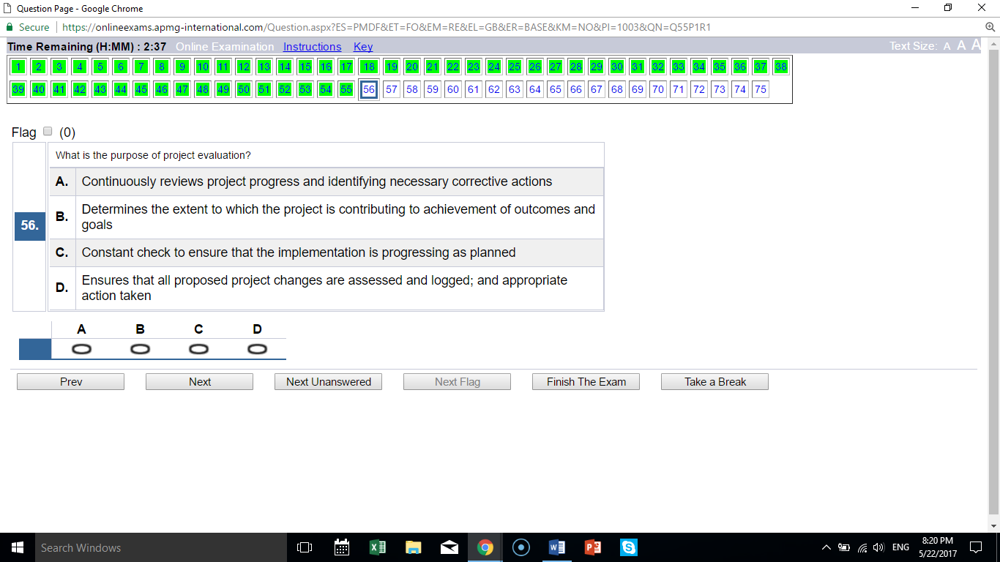 Question Page - Google Chrome
Secure https://onlineexams.apmg-international.com/Question.aspx?ES=PMDF&ET=FO&EM=RE&EL=GB&ER=BASE&KM=NO&PI=1003&QN=Q55P1R1
Time Remaining (H:MM) : 2:37 Online Examination Instructions Key Text Size: A A A
1 2 3 4 5 6 7 8 9 10 11 12 13 14 15 16 17 18 19 20 21 22 23 24 25 26 27 28 29 30 31 32 33 34 35 36 37 38
39 40 41 42 43 44 45 46 47 48 49 50 51 52 53 54 55 56 57 58 59 60 61 62 63 64 65 66 67 68 69 70 71 72 73 74 75
Flag (0)
What is the purpose of project evaluation?
A. Continuously reviews project progress and identifying necessary corrective actions
B. Determines the extent to which the project is contributing to achievement of outcomes and
goals
56.
C. Constant check to ensure that the implementation is progressing as planned
D. Ensures that all proposed project changes are assessed and logged; and appropriate
action taken
A B C D
Prev Next Next Unanswered Next Flag Finish The Exam Take a Break
Search Windows
ENG
8:20 PM
5/22/2017